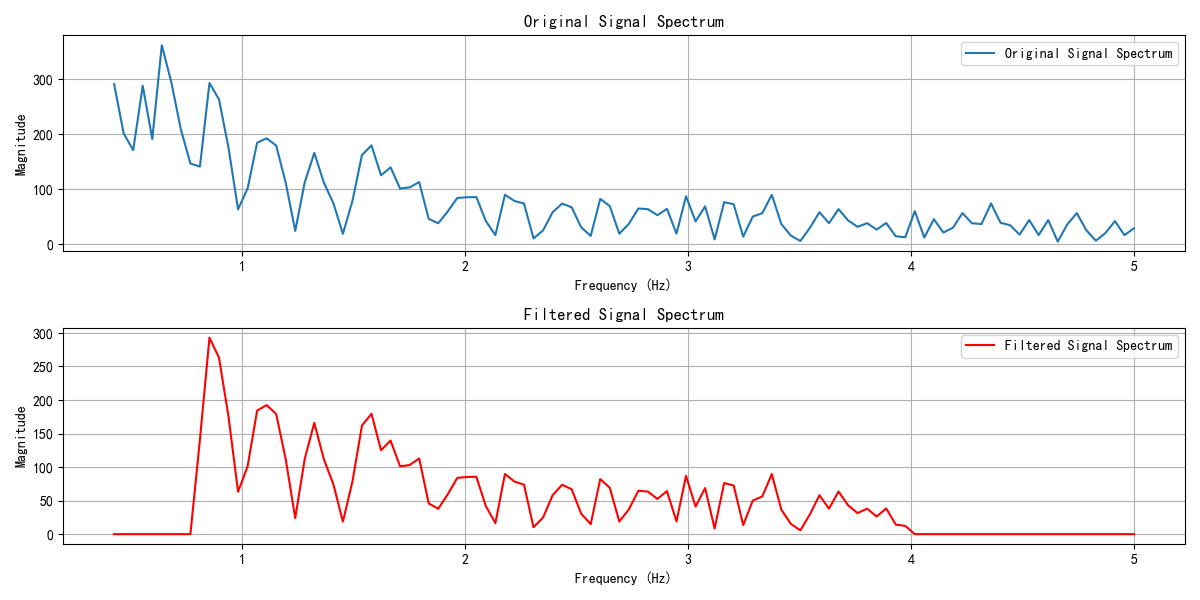 Original Signal Spectrum
Original Signal Spectrum
Magnitude
300
200
100
0
1 2 3 4 5
Frequency (Hz)
Filtered Signal Spectrum
Filtered Signal Spectrum
Magnitude
300
250
200
150
100
50
0
1 2 3 4 5
Frequency (Hz)